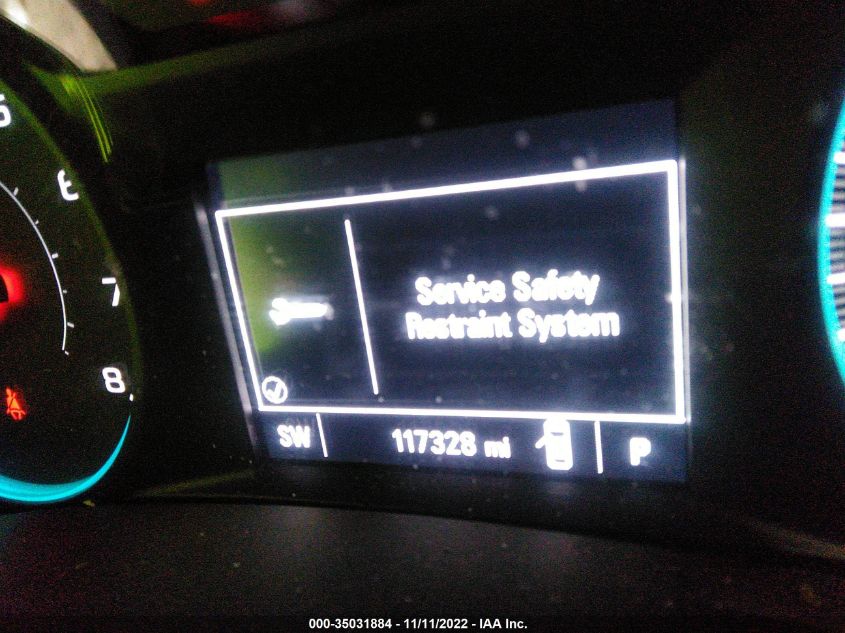 6
7
8
Service Safety
Restraint System
SW 117328 mi P
000-35031884 - 11/11/2022 - IAA Inc.